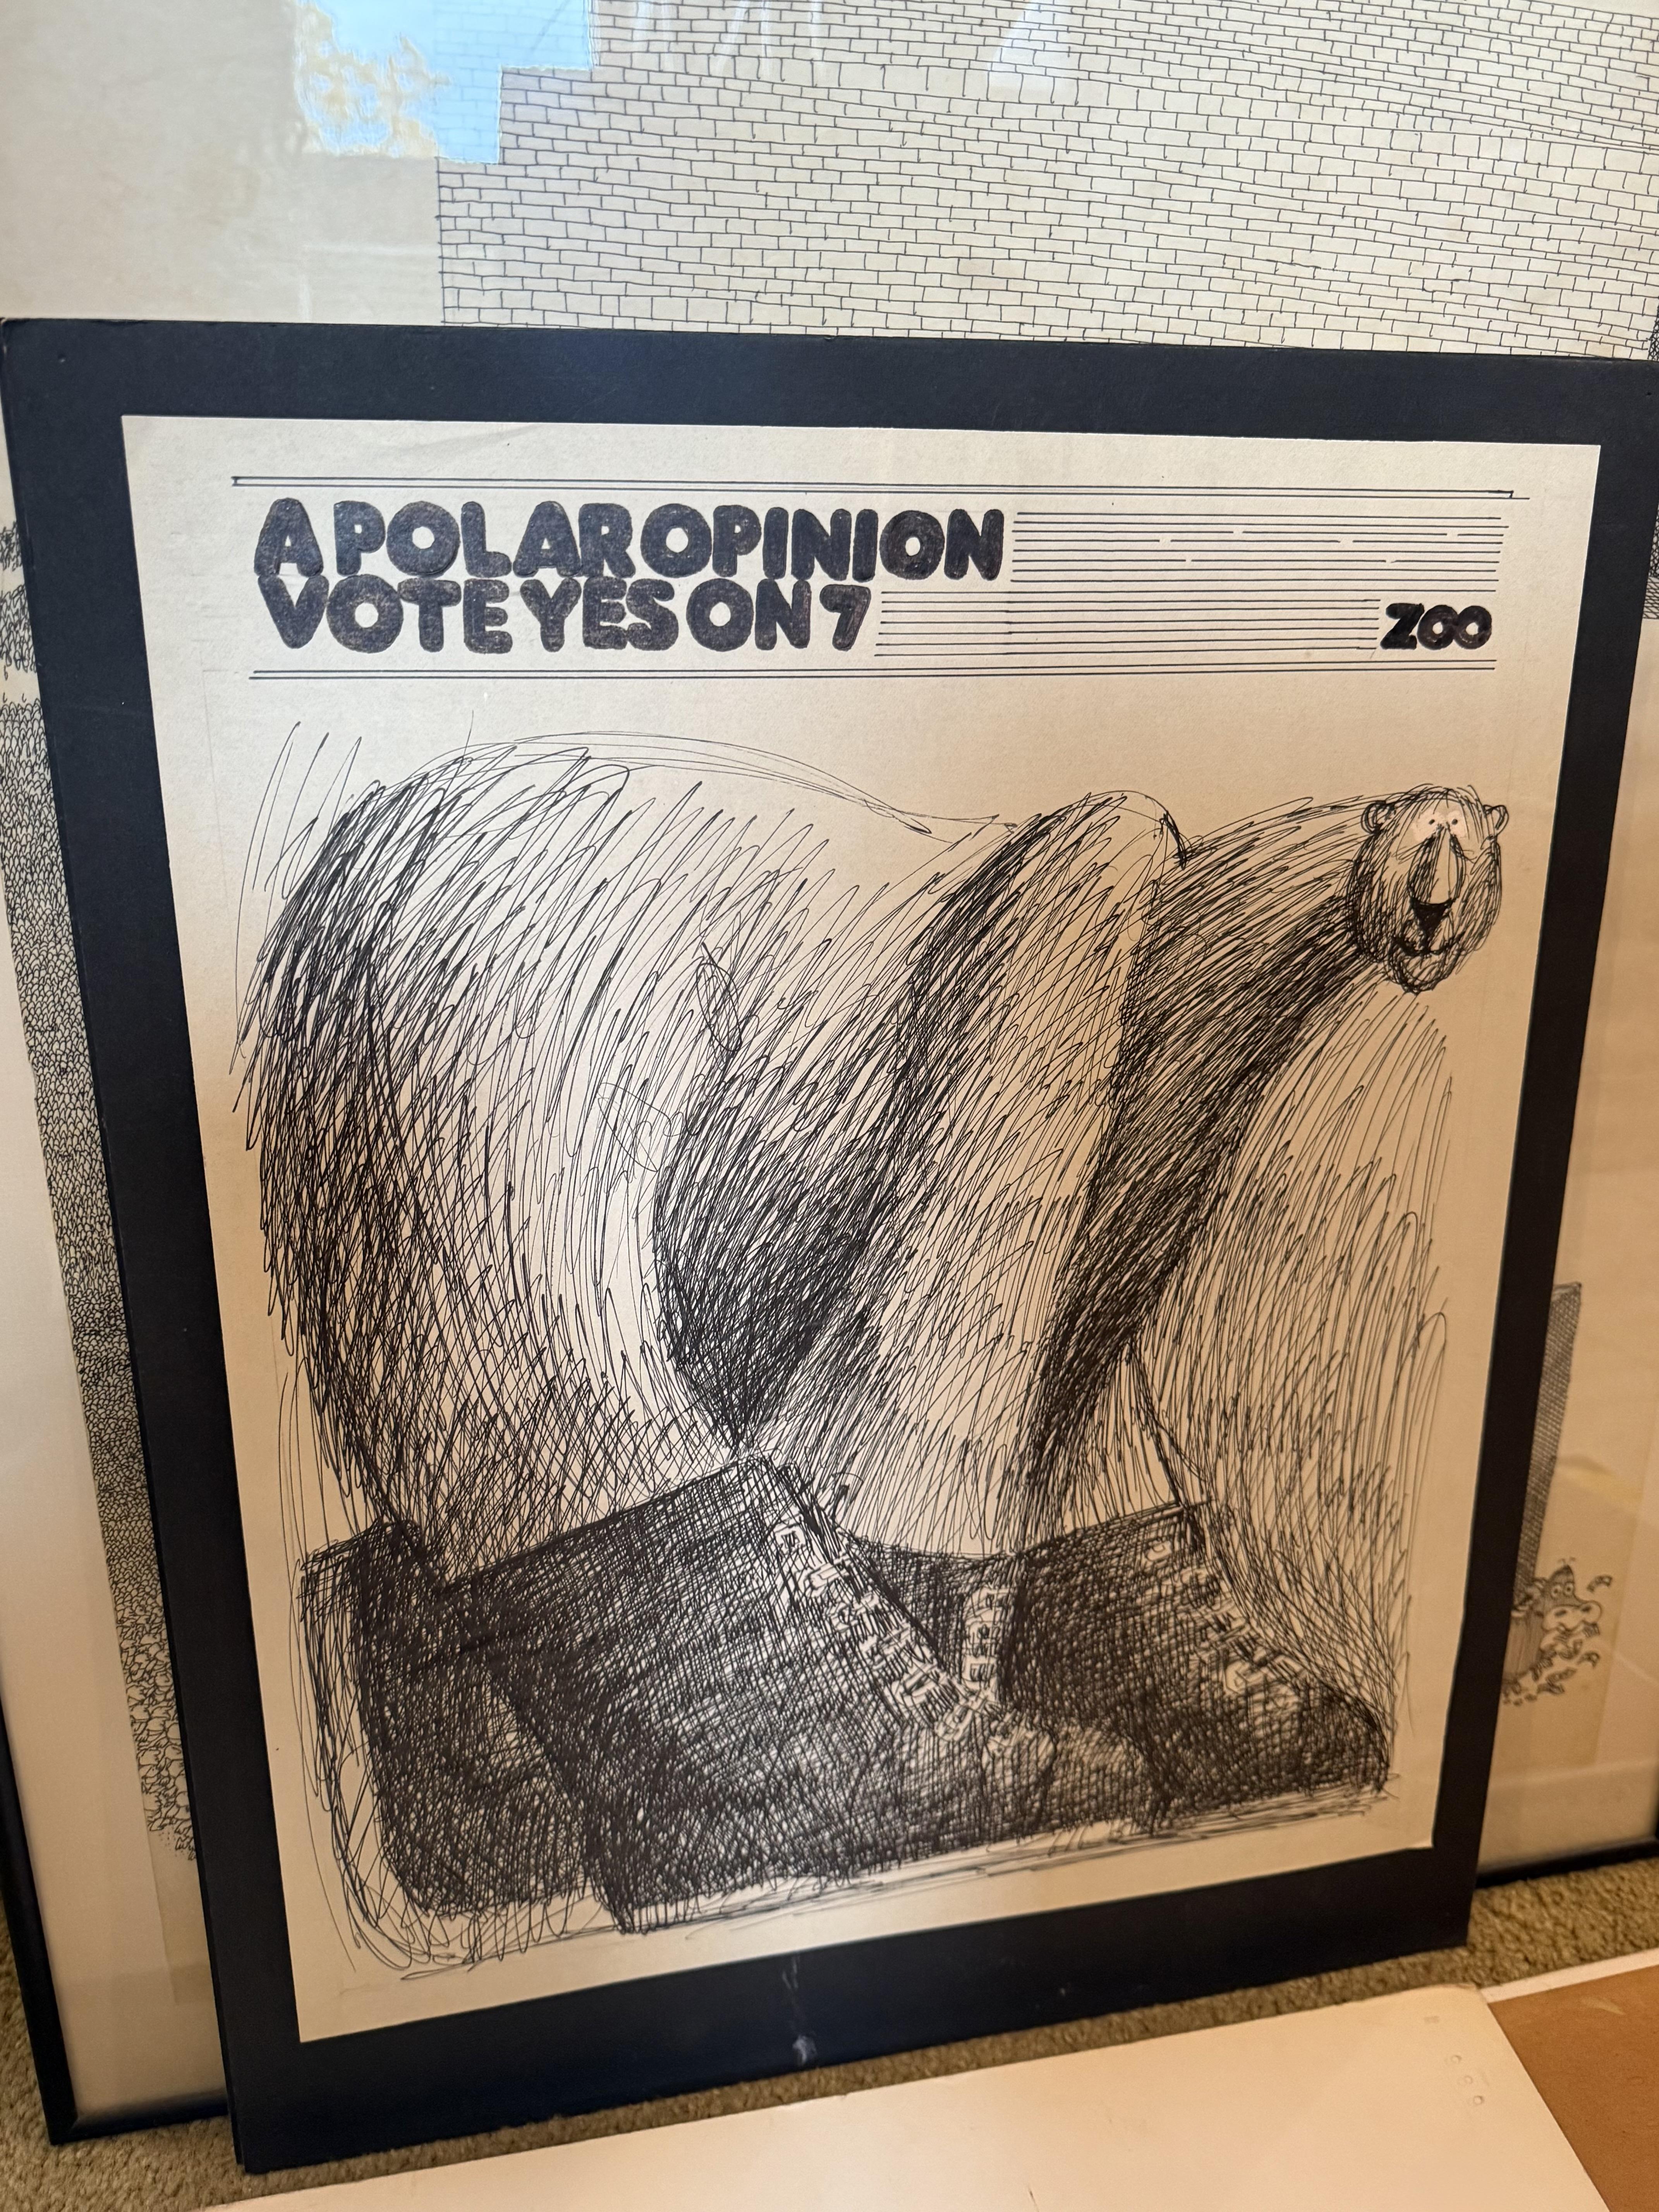 A POLAR OPINION
VOTE YES ON 7
ZOO